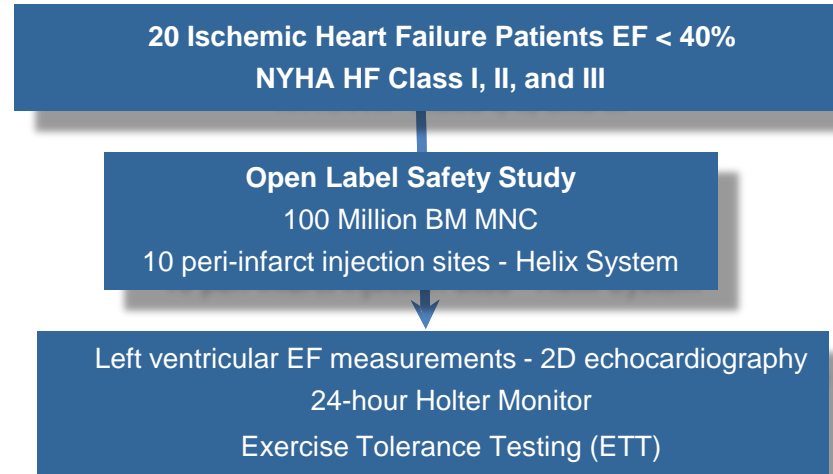 20 Ischemic Heart Failure Patients EF < 40%
NYHA HF Class I, II, and III
Open Label Safety Study
100 Million BM MNC
10 peri-infarct injection sites - Helix System
Left ventricular EF measurements - 2D echocardiography
24-hour Holter Monitor
Exercise Tolerance Testing (ETT)